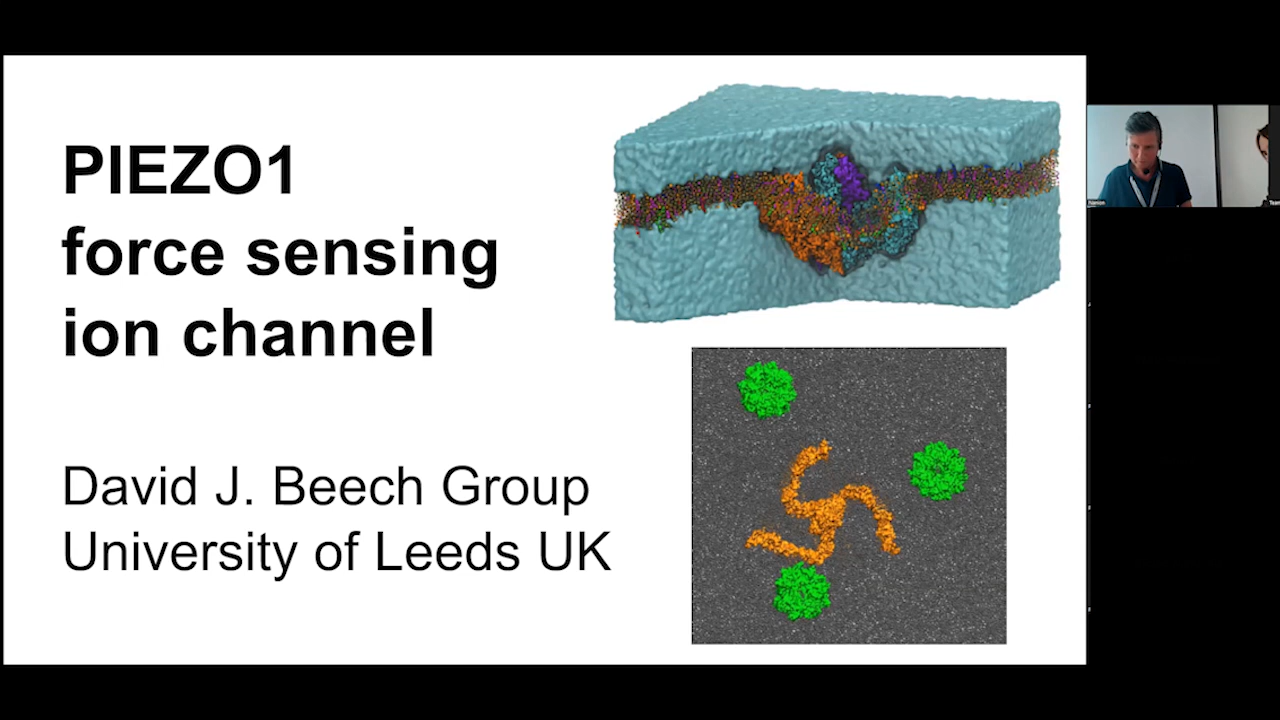 PIEZO1
force sensing
ion channel
David J. Beech Group
University of Leeds UK